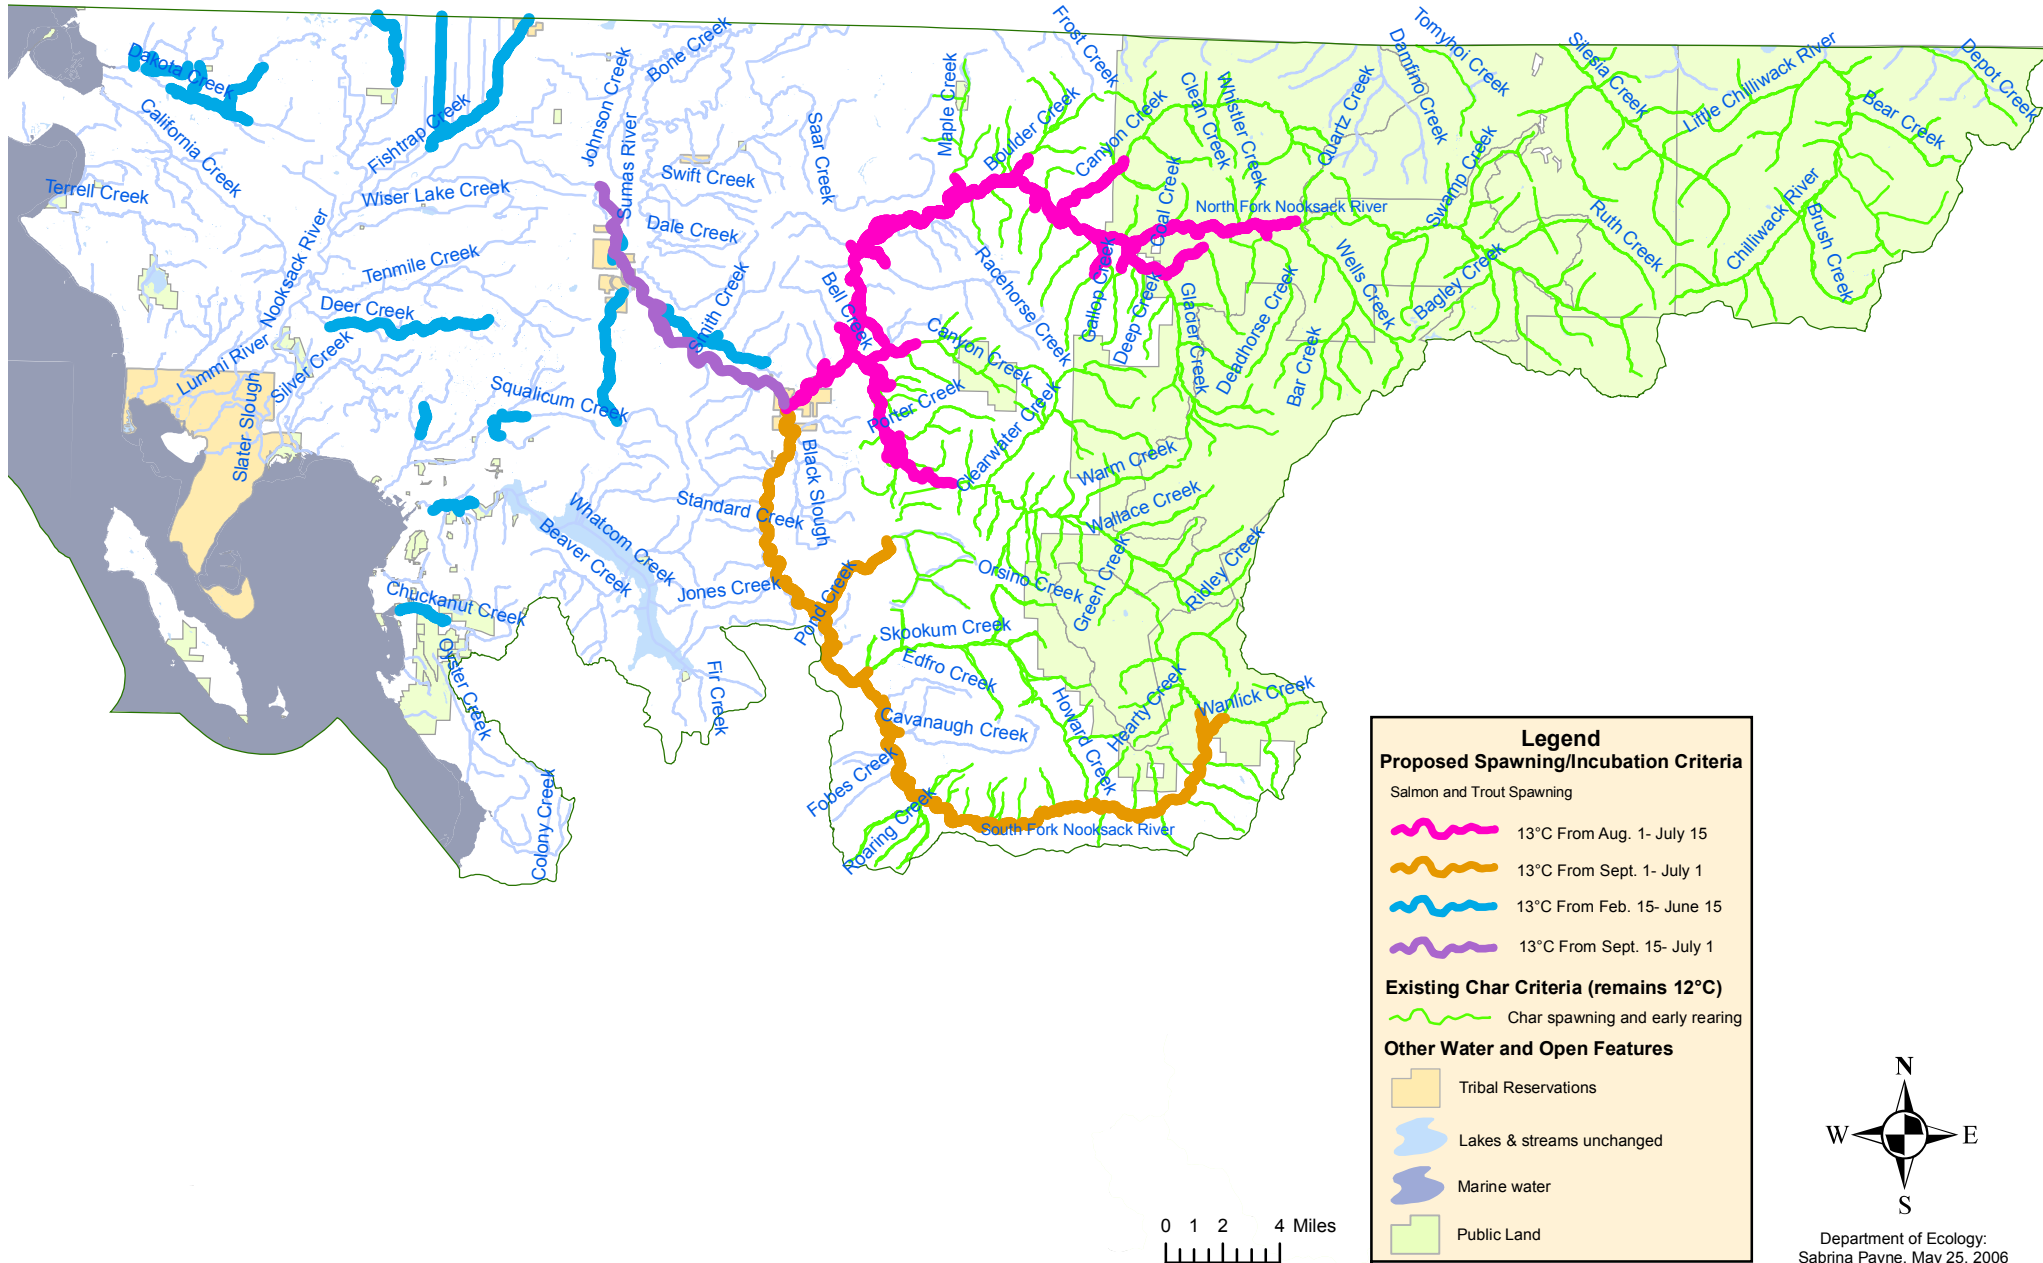 Dakota Creek
California Creek
Terrell Creek
Fishtrap Creek
Wiser Lake Creek
Johnson Creek
Bone Creek
Sumas River
Swift Creek
Saar Creek
Dale Creek
Smith Creek
Nooksack River
Tenmile Creek
Deer Creek
Lummi River
Silver Creek
Slater Slough
Squalicum Creek
Maple Creek
Frost Creek
Boulder Creek
Canyon Creek
Clean Creek
Whistler Creek
Quartz Creek
Damfino Creek
Tomyhoi Creek
Silesia Creek
Little Chilliwack River
Depot Creek
Bear Creek
Swamp Creek
Coal Creek
North Fork Nooksack River
Ruth Creek
Chilliwack River
Brush Creek
Racehorse Creek
Bell Creek
Gallop Creek
Deep Creek
Glacier Creek
Deadhorse Creek
Wells Creek
Bagley Creek
Bar Creek
Canyon Creek
Porter Creek
Clearwater Creek
Black Slough
Standard Creek
Whatcom Creek
Beaver Creek
Warm Creek
Wallace Creek
Chuckanut Creek
Jones Creek
Pond Creek
Orsino Creek
Green Creek
Ridley Creek
Skookum Creek
Edfro Creek
Oyster Creek
Fir Creek
Cavanaugh Creek
Howard Creek
Hearty Creek
Wanlick Creek
Fobes Creek
Colony Creek
Roaring Creek
South Fork Nooksack River
Legend
Proposed Spawning/Incubation Criteria
Salmon and Trout Spawning
13°C From Aug. 1- July 15
13°C From Sept. 1- July 1
13°C From Feb. 15- June 15
13°C From Sept. 15- July 1
Existing Char Criteria (remains 12°C)
Char spawning and early rearing
Other Water and Open Features
Tribal Reservations
Lakes & streams unchanged
Marine water
Public Land
N
W E
S
0 1 2 4 Miles
Department of Ecology:
Sabrina Payne, May 25, 2006